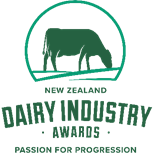 NEW ZEALAND
DAIRY INDUSTRY
· AWARDS ·
PASSION FOR PROGRESSION